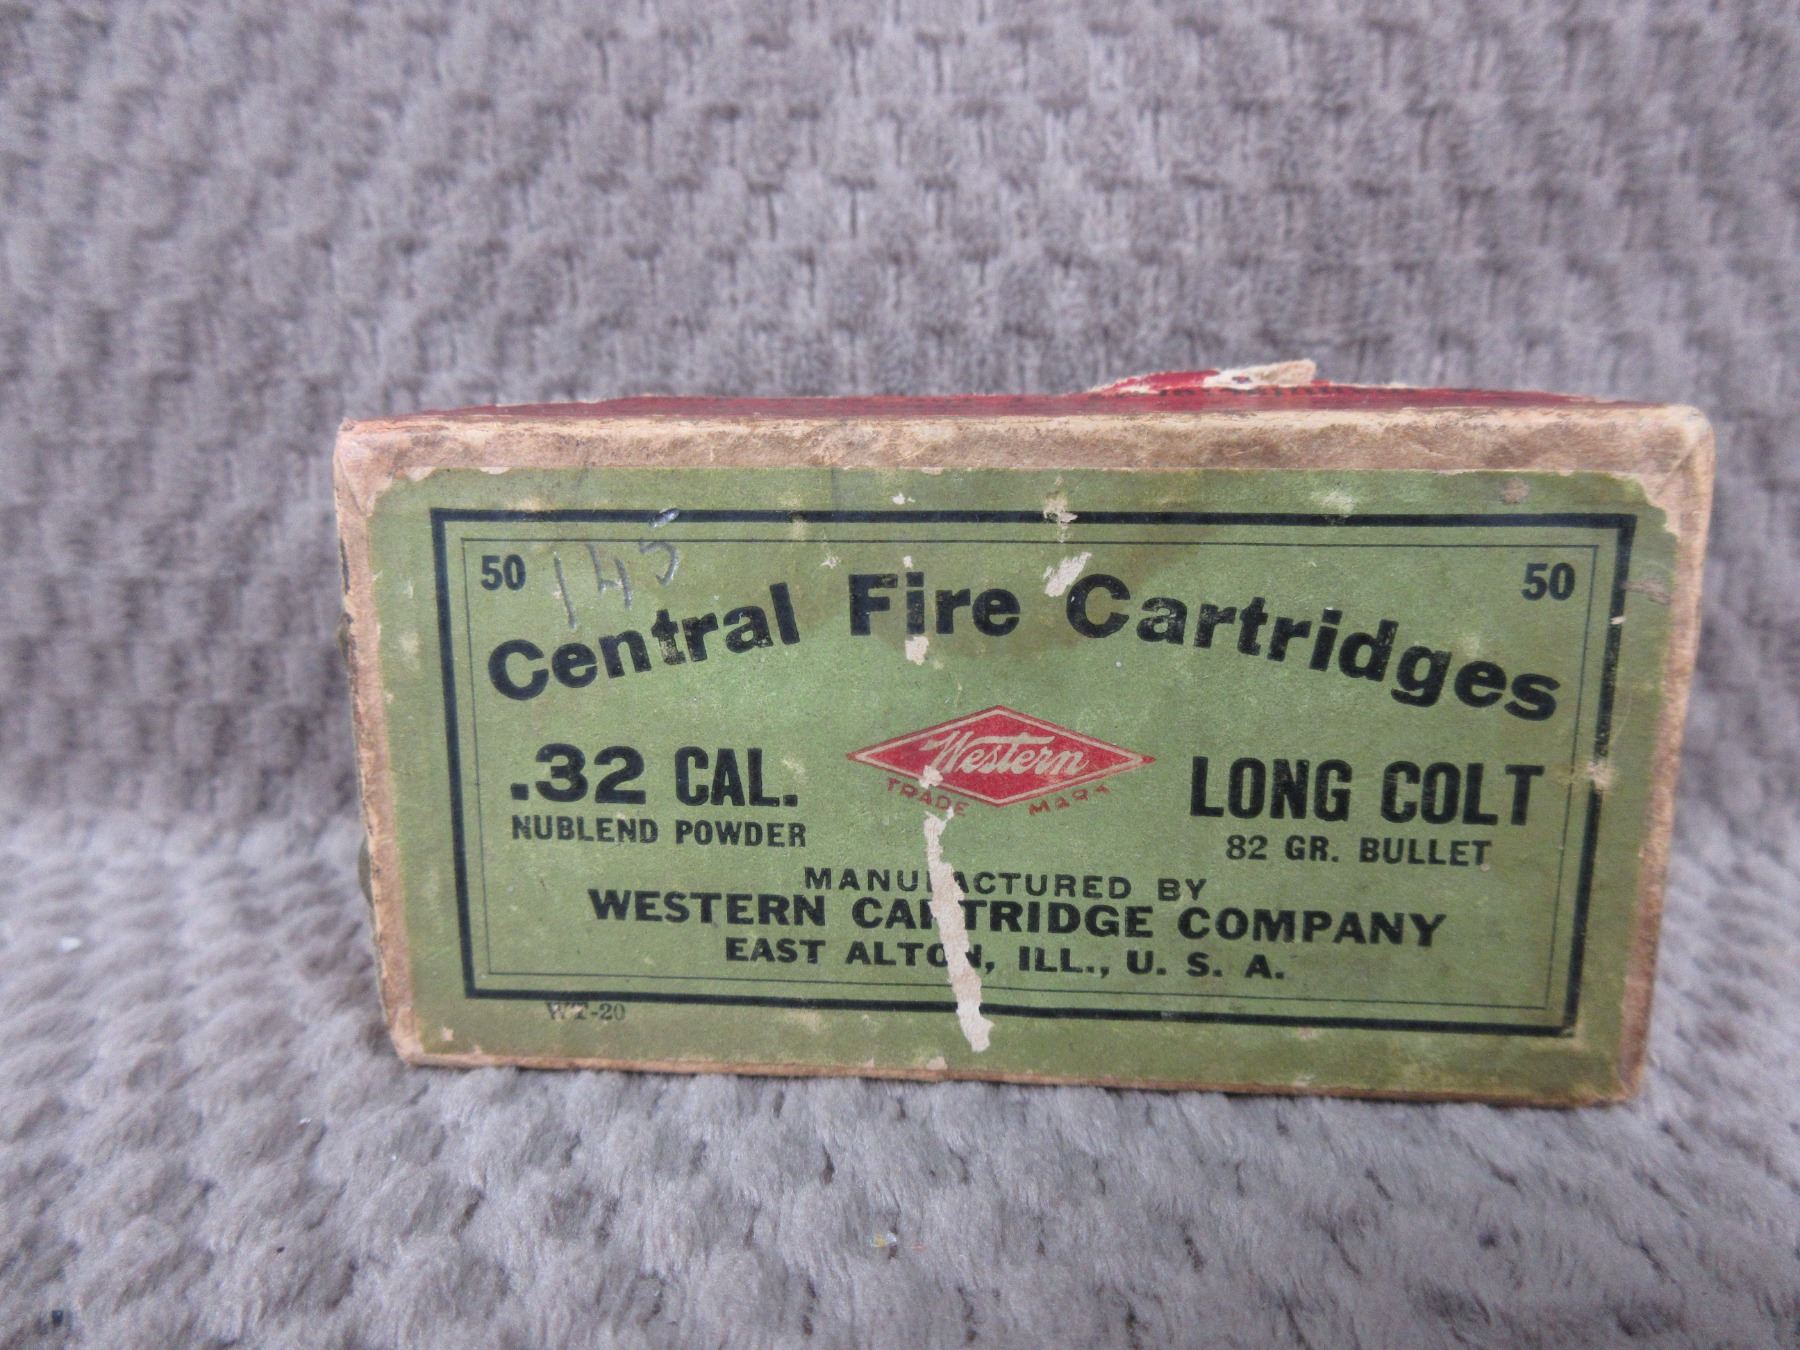 50 145 50
Central Fire Cartridges
Western
TRADE MARK
.32 CAL. LONG COLT
NUBLEND POWDER 82 GR. BULLET
MANUFACTURED BY
WESTERN CARTRIDGE COMPANY
EAST ALTON, ILL., U. S. A.
WT-20